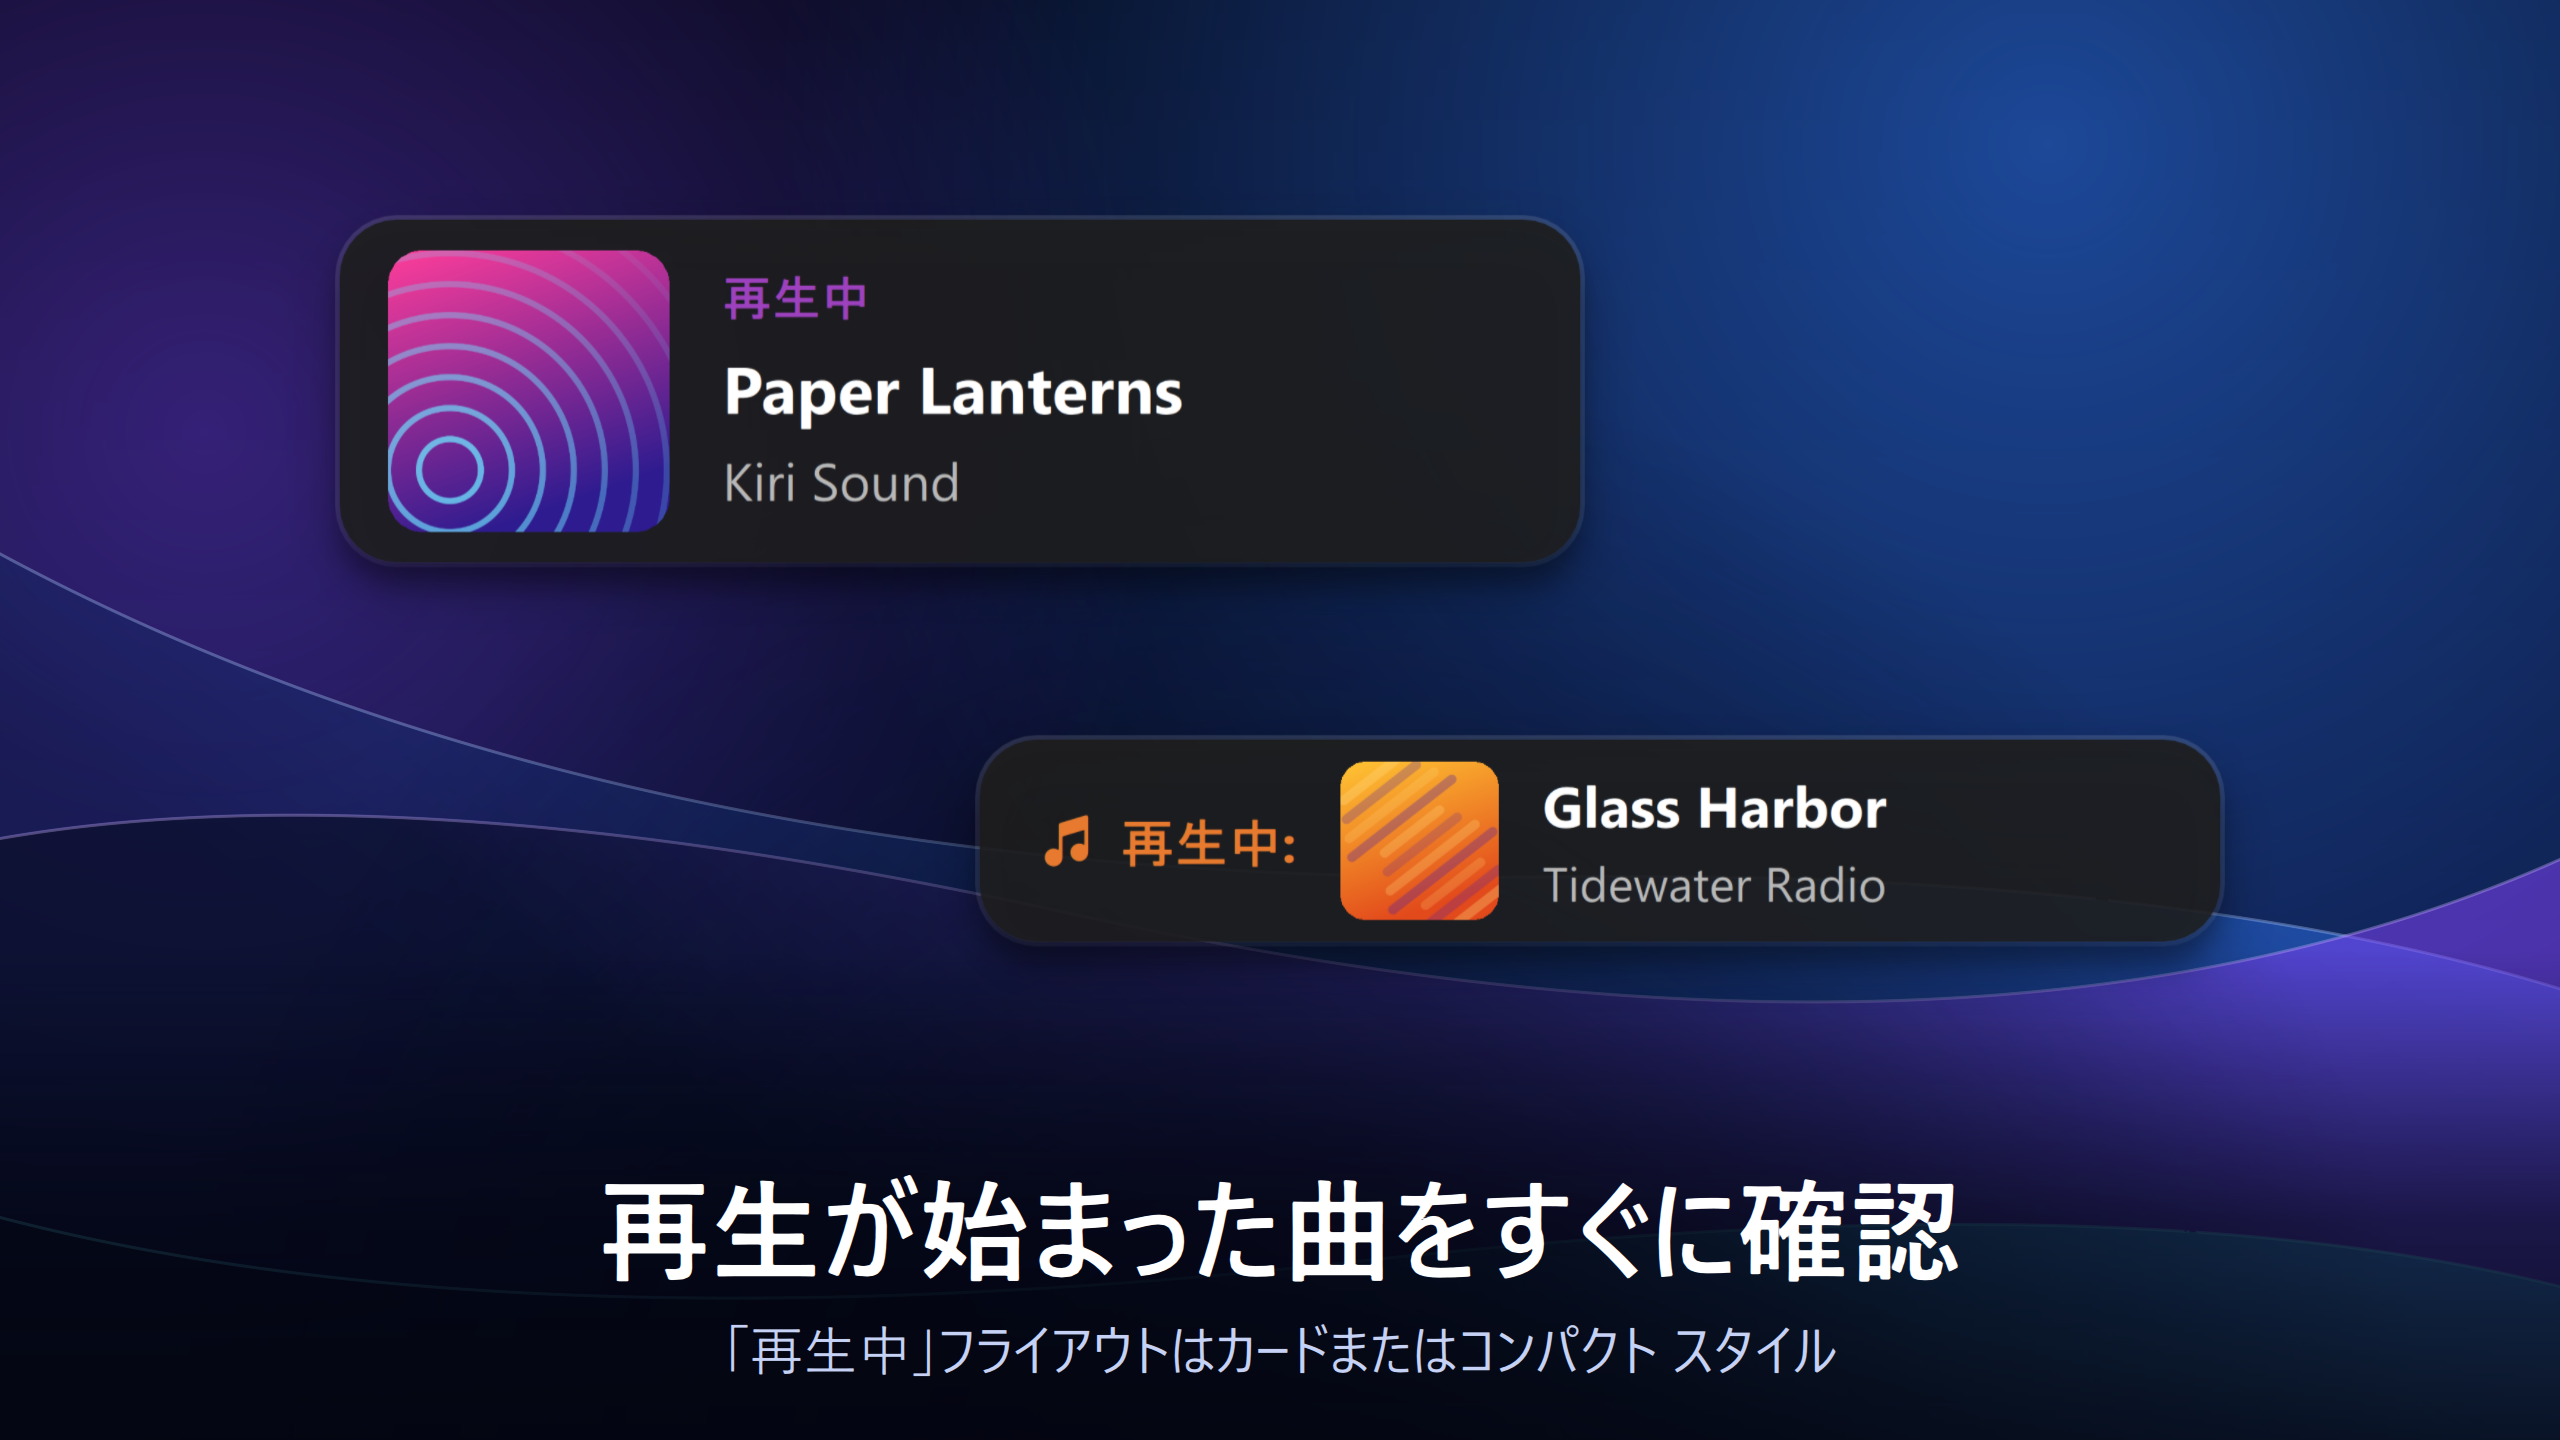 再生中
Paper Lanterns
Kiri Sound
再生中:
Glass Harbor
Tidewater Radio
再生が始まった曲をすぐに確認
「再生中」フライアウトはカードまたはコンパクト スタイル